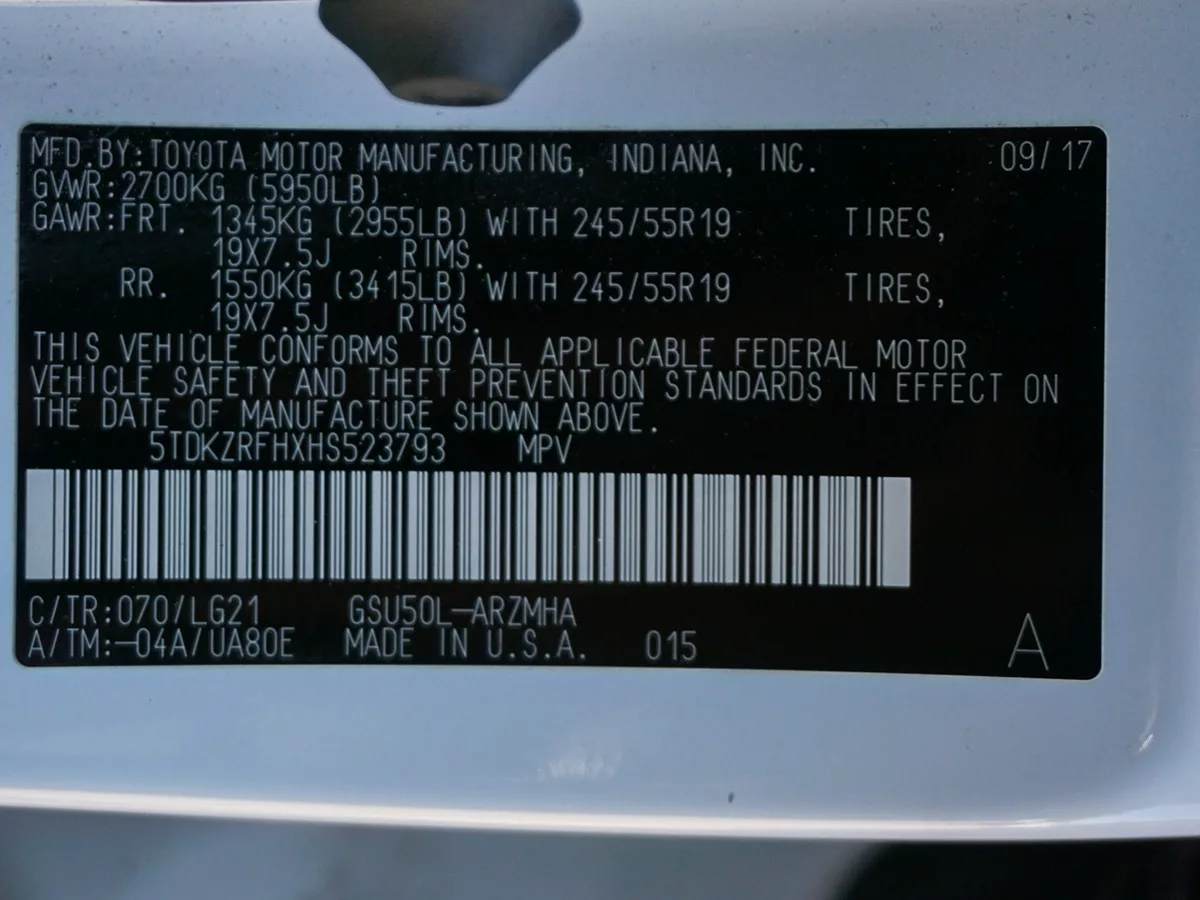 MFD.BY:TOYOTA MOTOR MANUFACTURING, INDIANA, INC. 09/17
GVWR:2700KG (5950LB)
GAWR:FRT. 1345KG (2955LB) WITH 245/55R19 TIRES,
19X7.5J RIMS.
RR. 1550KG (3415LB) WITH 245/55R19 TIRES,
19X7.5J RIMS.
THIS VEHICLE CONFORMS TO ALL APPLICABLE FEDERAL MOTOR
VEHICLE SAFETY AND THEFT PREVENTION STANDARDS IN EFFECT ON
THE DATE OF MANUFACTURE SHOWN ABOVE.
5TDKZRFHXHS523793 MPV
C/TR:070/LG21 GSU50L-ARZMHA
A/TM:-04A/UA80E MADE IN U.S.A. 015
A